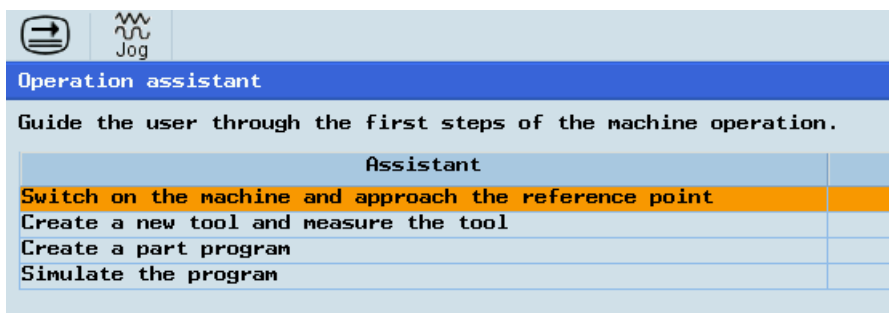 Jog
Operation assistant
Guide the user through the first steps of the machine operation.
Assistant
Switch on the machine and approach the reference point
Create a new tool and measure the tool
Create a part program
Simulate the program